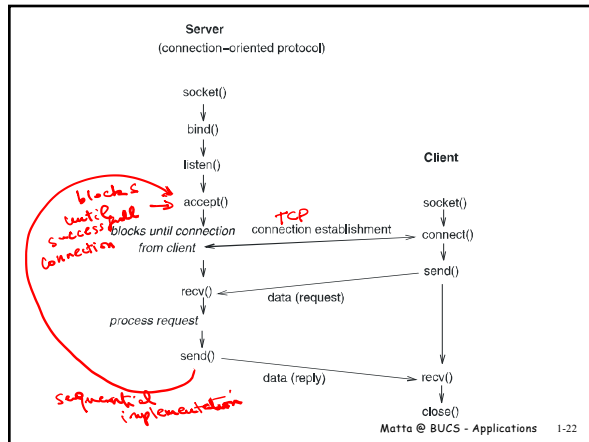 Server
(connection-oriented protocol)
socket()
bind()
listen()
accept()
blocks until connection
from client
recv()
process request
send()
blocks
until
successful
connection
sequential
implementation
TCP
connection establishment
data (request)
data (reply)
Client
socket()
connect()
send()
recv()
close()
Matta @ BUCS - Applications 1-22